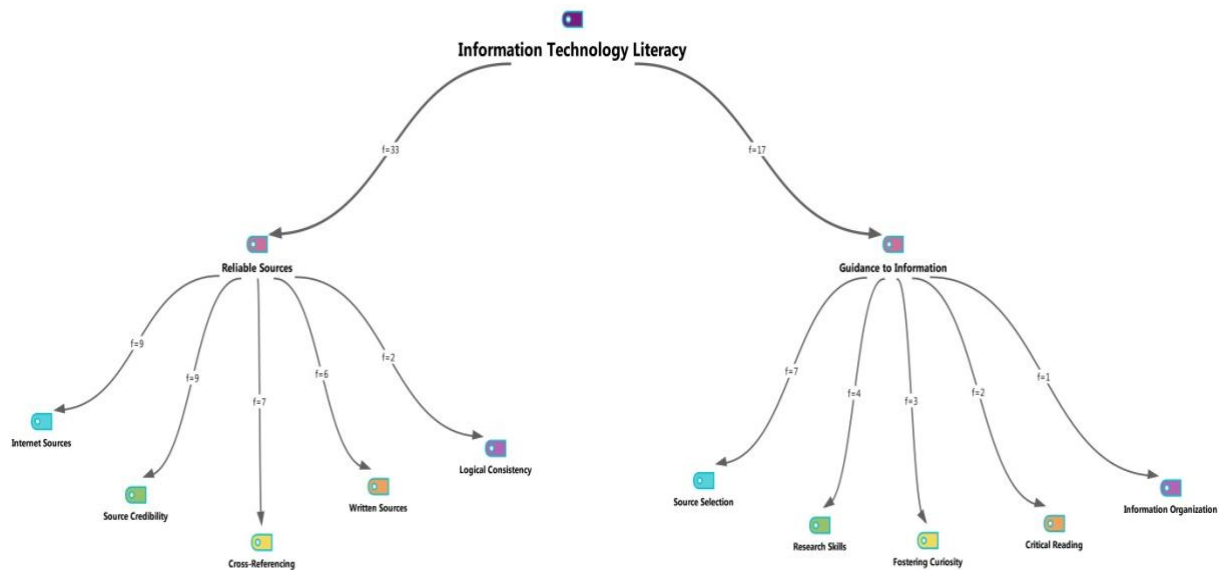 Information Technology Literacy
f=33
f=17
Reliable Sources
Guidance to Information
f=9
f=9
f=7
f=6
f=2
f=7
f=4
f=3
f=2
f=1
Internet Sources
Source Credibility
Cross-Referencing
Written Sources
Logical Consistency
Source Selection
Research Skills
Fostering Curiosity
Critical Reading
Information Organization